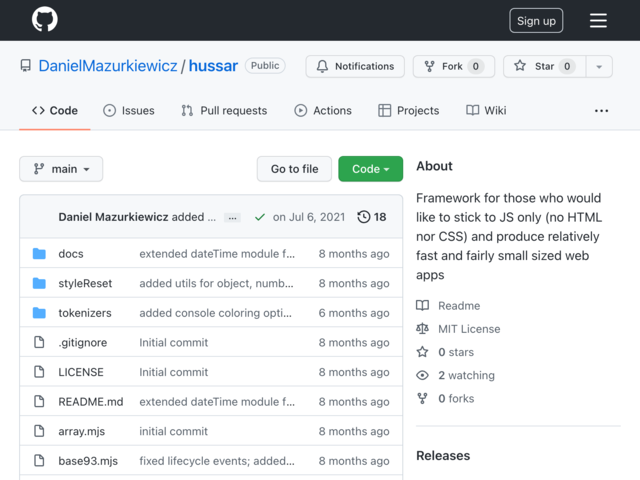 Sign up
DanielMazurkiewicz / hussar Public
Notifications
Fork 0
Star 0
Code
Issues
Pull requests
Actions
Projects
Wiki
main
Go to file
Code
Daniel Mazurkiewicz added … on Jul 6, 2021 18
docs extended dateTime module f… 8 months ago
styleReset added utils for object, numb… 8 months ago
tokenizers added console coloring opti… 6 months ago
.gitignore Initial commit 8 months ago
LICENSE Initial commit 8 months ago
README.md extended dateTime module f… 8 months ago
array.mjs initial commit 8 months ago
base93.mjs fixed lifecycle events; added… 8 months ago
About
Framework for those who would
like to stick to JS only (no HTML
nor CSS) and produce relatively
fast and fairly small sized web
apps
Readme
MIT License
0 stars
2 watching
0 forks
Releases